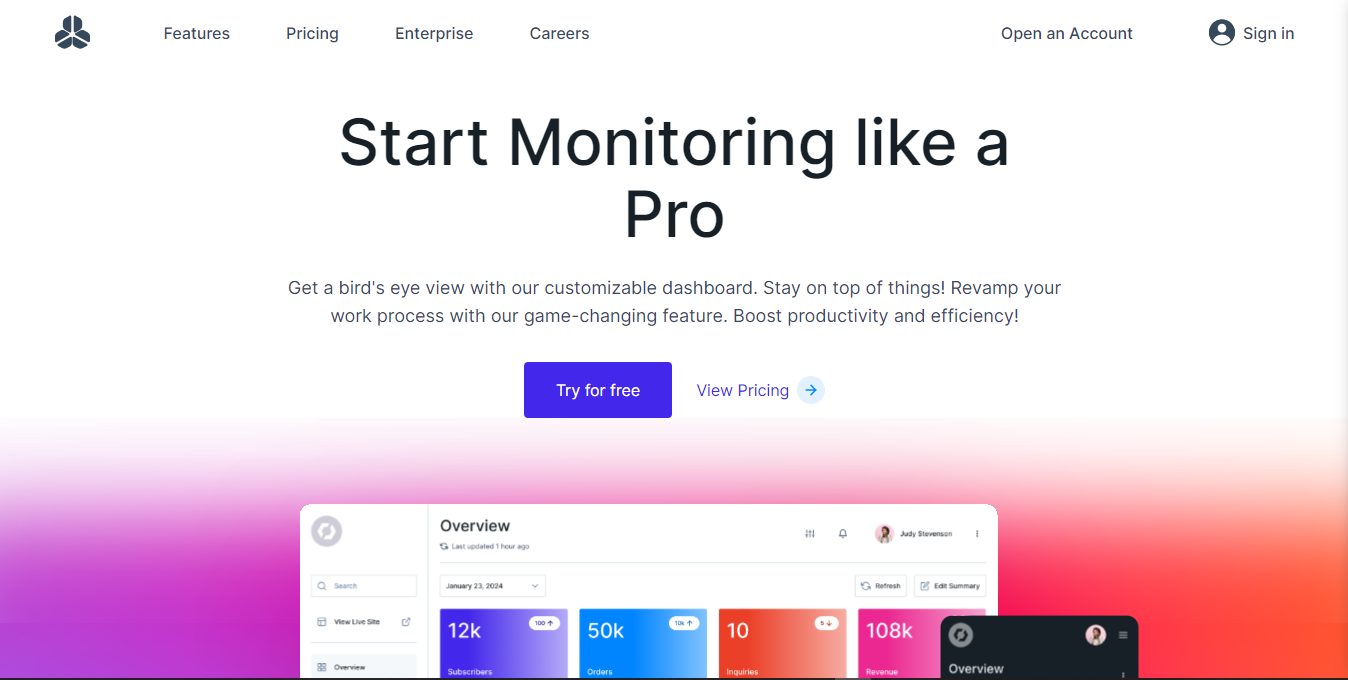 Features
Pricing
Enterprise
Careers
Open an Account
Sign in
Start Monitoring like a
Pro
Get a bird's eye view with our customizable dashboard. Stay on top of things! Revamp your
work process with our game-changing feature. Boost productivity and efficiency!
Try for free
View Pricing
Overview
Last updated 1 hour ago
Judy Stevenson
Search
January 23, 2024
Refresh
Edit Summary
View Live Site
Overview
12k
100
Subscribers
50k
10k
Orders
10
5
Inquiries
108k
Revenue
Overview